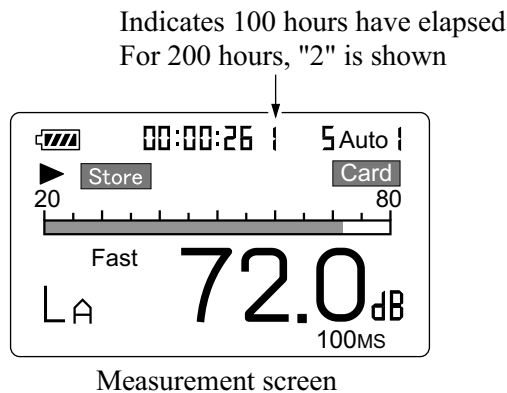 Indicates 100 hours have elapsed
For 200 hours, "2" is shown
00:00:26 1 5 Auto 1
Store Card
20 80
Fast
LA 72.0 dB
100MS
Measurement screen